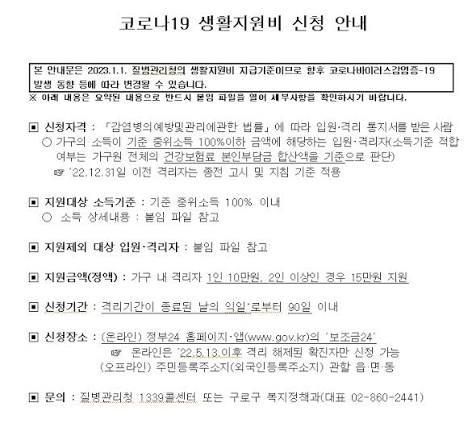 코로나19 생활지원비 신청 안내
본 안내문은 2023.1.1. 질병관리청의 생활지원비 지급기준이므로 향후 코로나바이러스감염증-19
발생 동향 등에 따라 변경될 수 있습니다.
※ 아래 내용은 요약된 내용으로 반드시 붙임 파일을 열어 세부사항을 확인하시기 바랍니다.
▣ 신청자격 : 「감염병의예방및관리에관한 법률」에 따라 입원·격리 통지서를 받은 사람
○ 가구의 소득이 기준 중위소득 100%이하 금액에 해당하는 입원·격리자(소득기준 적합
여부는 가구원 전체의 건강보험료 본인부담금 합산액을 기준으로 판단)
☞ '22.12.31일 이전 격리자는 종전 고시 및 지침 기준 적용
▣ 지원대상 소득기준 : 기준 중위소득 100% 이내
○ 소득 상세내용 : 붙임 파일 참고
▣ 지원제외 대상 입원·격리자 : 붙임 파일 참고
▣ 지원금액(정액) : 가구 내 격리자 1인 10만원, 2인 이상인 경우 15만원 지원
▣ 신청기간 : 격리기간이 종료된 날의 익일로부터 90일 이내
▣ 신청장소 : (온라인) 정부24 홈페이지·앱(www.gov.kr)의 '보조금24'
☞ 온라인은 '22.5.13.이후 격리 해제된 확진자만 신청 가능
(오프라인) 주민등록주소지(외국인등록주소지) 관할 읍·면·동
▣ 문의 : 질병관리청 1339콜센터 또는 구로구 복지정책과(대표 02-860-2441)